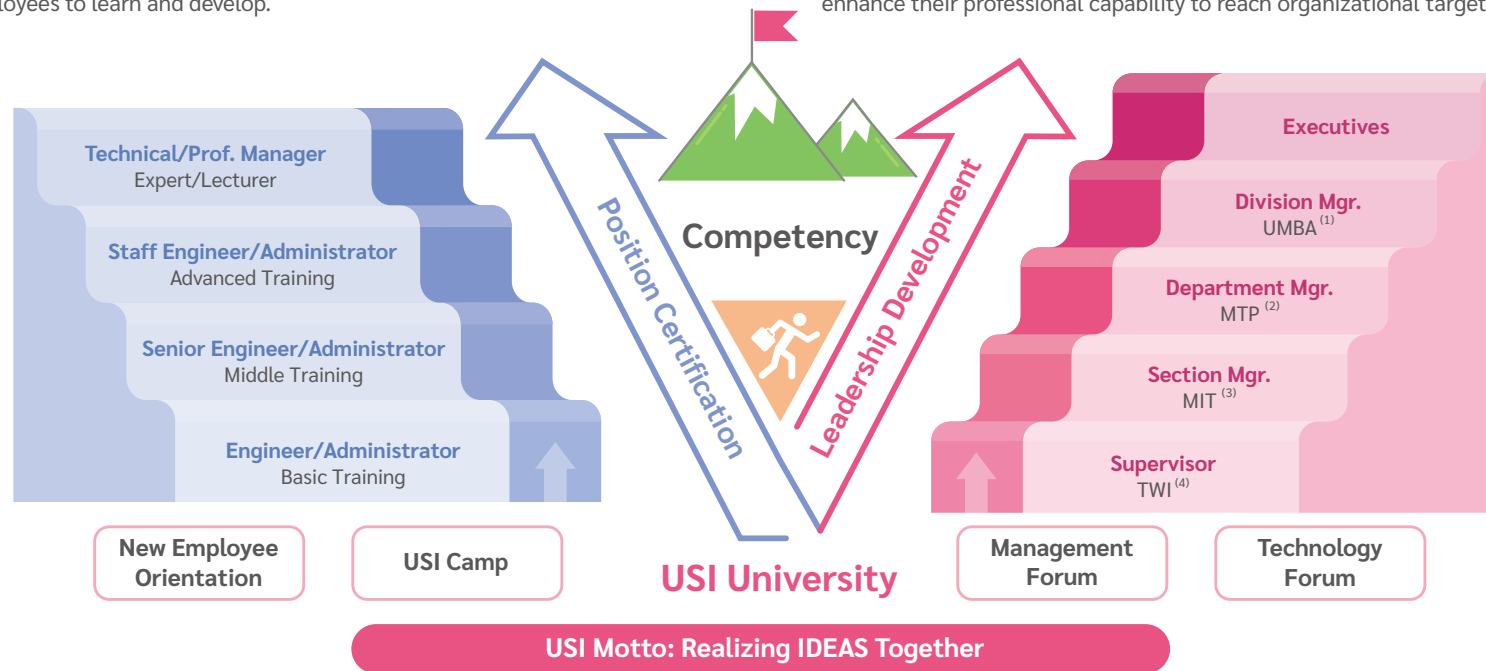 loyees to learn and develop.
enhance their professional capability to reach organizational target
Technical/Prof. Manager
Expert/Lecturer
Staff Engineer/Administrator
Advanced Training
Senior Engineer/Administrator
Middle Training
Engineer/Administrator
Basic Training
Position Certification
Competency
Leadership Development
Executives
Division Mgr.
UMBA (1)
Department Mgr.
MTP (2)
Section Mgr.
MIT (3)
Supervisor
TWI (4)
New Employee
Orientation
USI Camp
USI University
Management
Forum
Technology
Forum
USI Motto: Realizing IDEAS Together